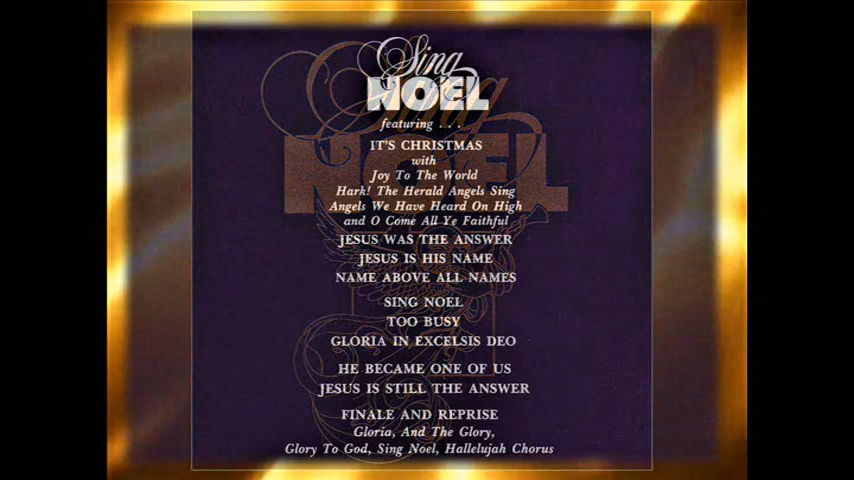 Sing
NOEL
featuring . . .
IT'S CHRISTMAS
with
Joy To The World
Hark! The Herald Angels Sing
Angels We Have Heard On High
and O Come All Ye Faithful
JESUS WAS THE ANSWER
JESUS IS HIS NAME
NAME ABOVE ALL NAMES
SING NOEL
TOO BUSY
GLORIA IN EXCELSIS DEO
HE BECAME ONE OF US
JESUS IS STILL THE ANSWER
FINALE AND REPRISE
Gloria, And The Glory,
Glory To God, Sing Noel, Hallelujah Chorus
Sing
NOEL